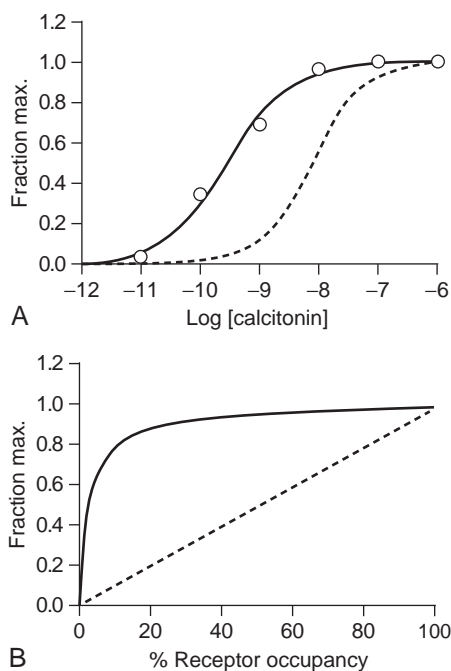 1.2
1.0
0.8
0.6
0.4
0.2
0.0
Fraction max.
−12 −11 −10 −9 −8 −7 −6
A
Log [calcitonin]
1.2
1.0
0.8
0.6
0.4
0.2
0.0
Fraction max.
0 20 40 60 80 100
B
% Receptor occupancy